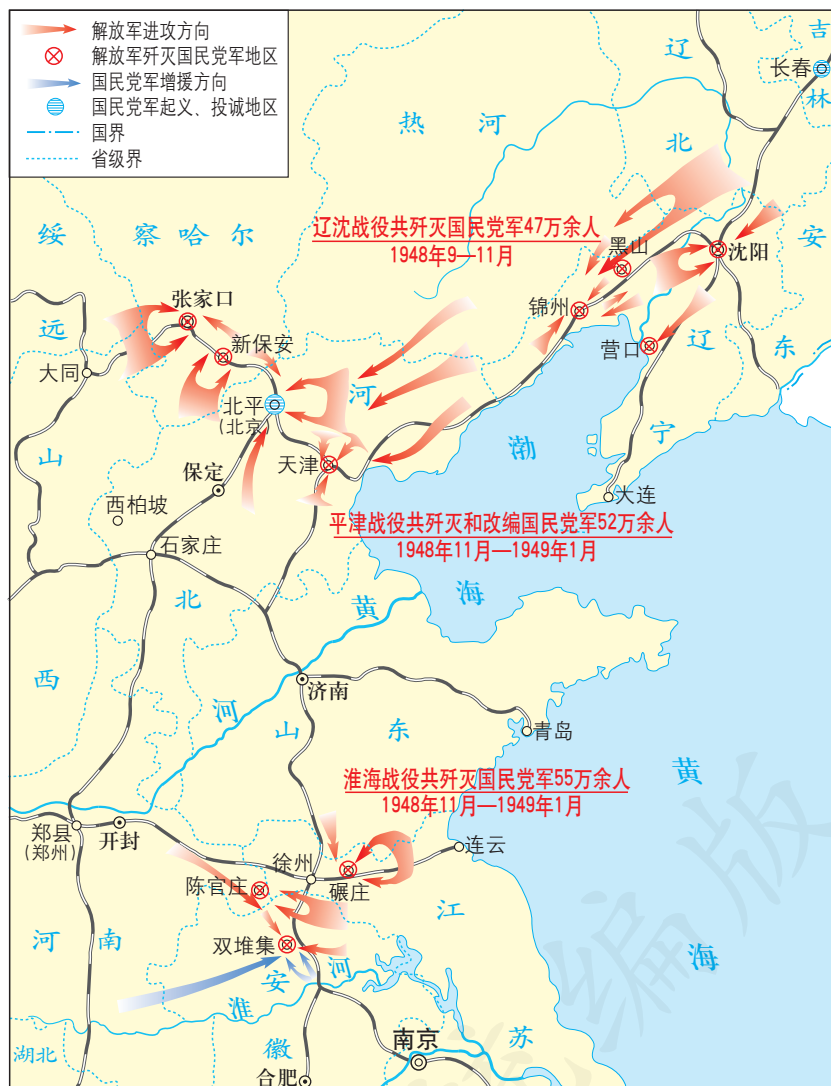 解放军进攻方向
解放军歼灭国民党军地区
国民党军增援方向
国民党军起义、投诚地区
国界
省级界
吉
林
长春
辽
北
热 河
绥
远
察 哈 尔
辽沈战役共歼灭国民党军47万余人
1948年9—11月
黑山
沈阳
安
东
锦州
营口
辽
宁
张家口
新保安
大同
北平
(北京)
河
北
天津
保定
渤
海
大连
山
西
西柏坡
平津战役共歼灭和改编国民党军52万余人
1948年11月—1949年1月
石家庄
黄
河
济南
山 东
青岛
黄
海
淮海战役共歼灭国民党军55万余人
1948年11月—1949年1月
郑县
(郑州)
开封
徐州
连云
陈官庄
碾庄
江
苏
河 南
双堆集
安
徽
淮
河
湖北
南京
合肥
编版